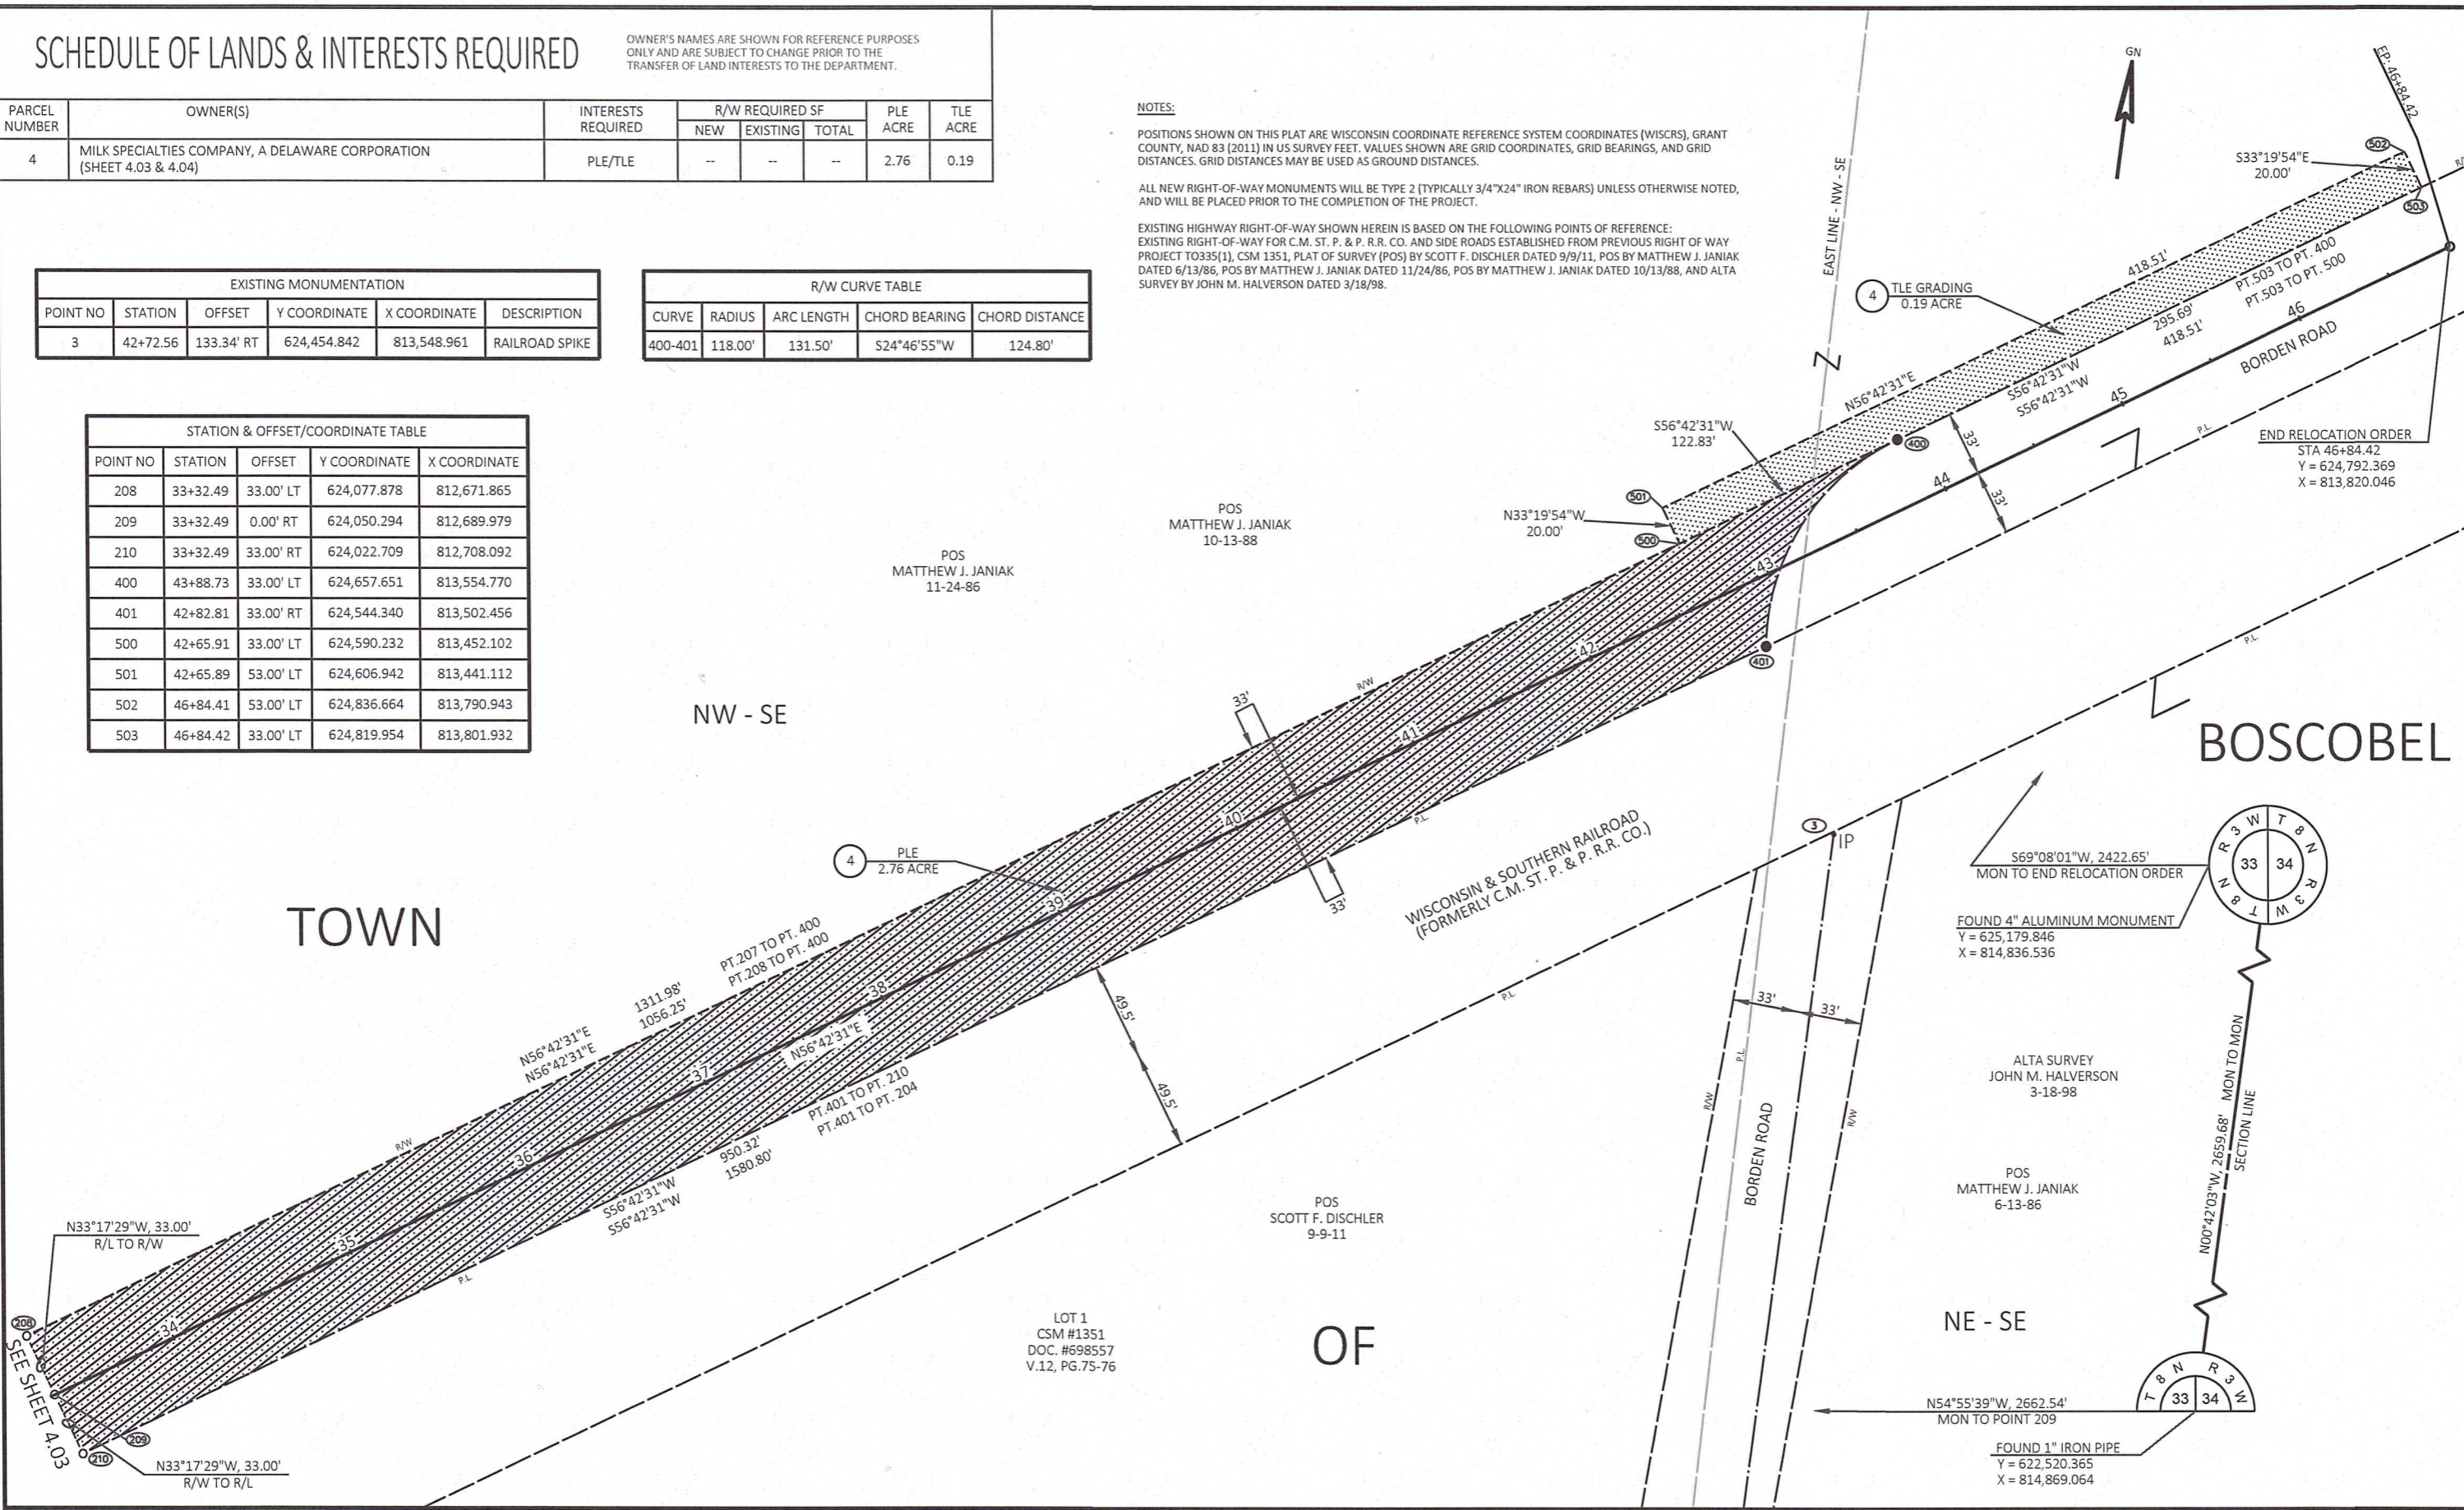 SCHEDULE OF LANDS & INTERESTS REQUIRED
OWNER'S NAMES ARE SHOWN FOR REFERENCE PURPOSES
ONLY AND ARE SUBJECT TO CHANGE PRIOR TO THE
TRANSFER OF LAND INTERESTS TO THE DEPARTMENT.
PARCEL NUMBER OWNER(S) INTERESTS REQUIRED R/W REQUIRED SF PLE ACRE TLE ACRE
NEW EXISTING TOTAL
4 MILK SPECIALTIES COMPANY, A DELAWARE CORPORATION PLE/TLE -- -- -- 2.76 0.19
(SHEET 4.03 & 4.04)
NOTES:
POSITIONS SHOWN ON THIS PLAT ARE WISCONSIN COORDINATE REFERENCE SYSTEM COORDINATES (WISCRS), GRANT
COUNTY, NAD 83 (2011) IN US SURVEY FEET. VALUES SHOWN ARE GRID COORDINATES, GRID BEARINGS, AND GRID
DISTANCES. GRID DISTANCES MAY BE USED AS GROUND DISTANCES.
ALL NEW RIGHT-OF-WAY MONUMENTS WILL BE TYPE 2 (TYPICALLY 3/4"X24" IRON REBARS) UNLESS OTHERWISE NOTED,
AND WILL BE PLACED PRIOR TO THE COMPLETION OF THE PROJECT.
EXISTING HIGHWAY RIGHT-OF-WAY SHOWN HEREIN IS BASED ON THE FOLLOWING POINTS OF REFERENCE:
EXISTING RIGHT-OF-WAY FOR C.M. ST. P. & P. R.R. CO. AND SIDE ROADS ESTABLISHED FROM PREVIOUS RIGHT OF WAY
PROJECT TO335(1), CSM 1351, PLAT OF SURVEY (POS) BY SCOTT F. DISCHLER DATED 9/9/11, POS BY MATTHEW J. JANIAK
DATED 6/13/86, POS BY MATTHEW J. JANIAK DATED 11/24/86, POS BY MATTHEW J. JANIAK DATED 10/13/88, AND ALTA
SURVEY BY JOHN M. HALVERSON DATED 3/18/98.
EXISTING MONUMENTATION
POINT NO STATION OFFSET Y COORDINATE X COORDINATE DESCRIPTION
3 42+72.56 133.34' RT 624,454.842 813,548.961 RAILROAD SPIKE
R/W CURVE TABLE
CURVE RADIUS ARC LENGTH CHORD BEARING CHORD DISTANCE
400-401 118.00' 131.50' S24°46'55"W 124.80'
STATION & OFFSET/COORDINATE TABLE
POINT NO STATION OFFSET Y COORDINATE X COORDINATE
208 33+32.49 33.00' LT 624,077.878 812,671.865
209 33+32.49 0.00' RT 624,050.294 812,689.979
210 33+32.49 33.00' RT 624,022.709 812,708.092
400 43+88.73 33.00' LT 624,657.651 813,554.770
401 42+82.81 33.00' RT 624,544.340 813,502.456
500 42+65.91 33.00' LT 624,590.232 813,452.102
501 42+65.89 53.00' LT 624,606.942 813,441.112
502 46+84.41 53.00' LT 624,836.664 813,790.943
503 46+84.42 33.00' LT 624,819.954 813,801.932
GN
EP: 46+84.42
502
S33°19'54"E
20.00'
503
R/
EAST LINE - NW - SE
4 TLE GRADING
0.19 ACRE
418.51'
PT.503 TO PT. 400
PT.503 TO PT. 500
295.69'
418.51'
46
BORDEN ROAD
N56°42'31"E
S56°42'31"W
S56°42'31"W
45
P.L.
END RELOCATION ORDER
STA 46+84.42
Y = 624,792.369
X = 813,820.046
S56°42'31"W
122.83'
400
33'
44
33'
501
N33°19'54"W
20.00'
500
POS
MATTHEW J. JANIAK
10-13-88
POS
MATTHEW J. JANIAK
11-24-86
43
42
401
P.L.
NW - SE
33'
R/W
41
40
P.L.
33'
BOSCOBEL
TOWN
4 PLE
2.76 ACRE
39
WISCONSIN & SOUTHERN RAILROAD
(FORMERLY C.M. ST. P. & P. R.R. CO.)
3
IP
S69°08'01"W, 2422.65'
MON TO END RELOCATION ORDER
R 3 W T 8 N
33 34
N 8 T W 3 R
FOUND 4" ALUMINUM MONUMENT
Y = 625,179.846
X = 814,836.536
PT.207 TO PT. 400
PT.208 TO PT. 400
1311.98'
1056.25'
38
N56°42'31"E
N56°42'31"E
N56°42'31"E
37
PT.401 TO PT. 210
PT.401 TO PT. 204
49.5'
49.5'
P.L.
33'
33'
P.L.
R/W
R/W
BORDEN ROAD
ALTA SURVEY
JOHN M. HALVERSON
3-18-98
N00°42'03"W, 2659.68' MON TO MON
SECTION LINE
R/W
36
950.32'
1580.80'
S56°42'31"W
S56°42'31"W
POS
MATTHEW J. JANIAK
6-13-86
POS
SCOTT F. DISCHLER
9-9-11
N33°17'29"W, 33.00'
R/L TO R/W
35
P.L.
34
208
SEE SHEET 4.03
209
210
N33°17'29"W, 33.00'
R/W TO R/L
LOT 1
CSM #1351
DOC. #698557
V.12, PG.75-76
OF
NE - SE
T 8 N R 3 W
33 34
N54°55'39"W, 2662.54'
MON TO POINT 209
FOUND 1" IRON PIPE
Y = 622,520.365
X = 814,869.064